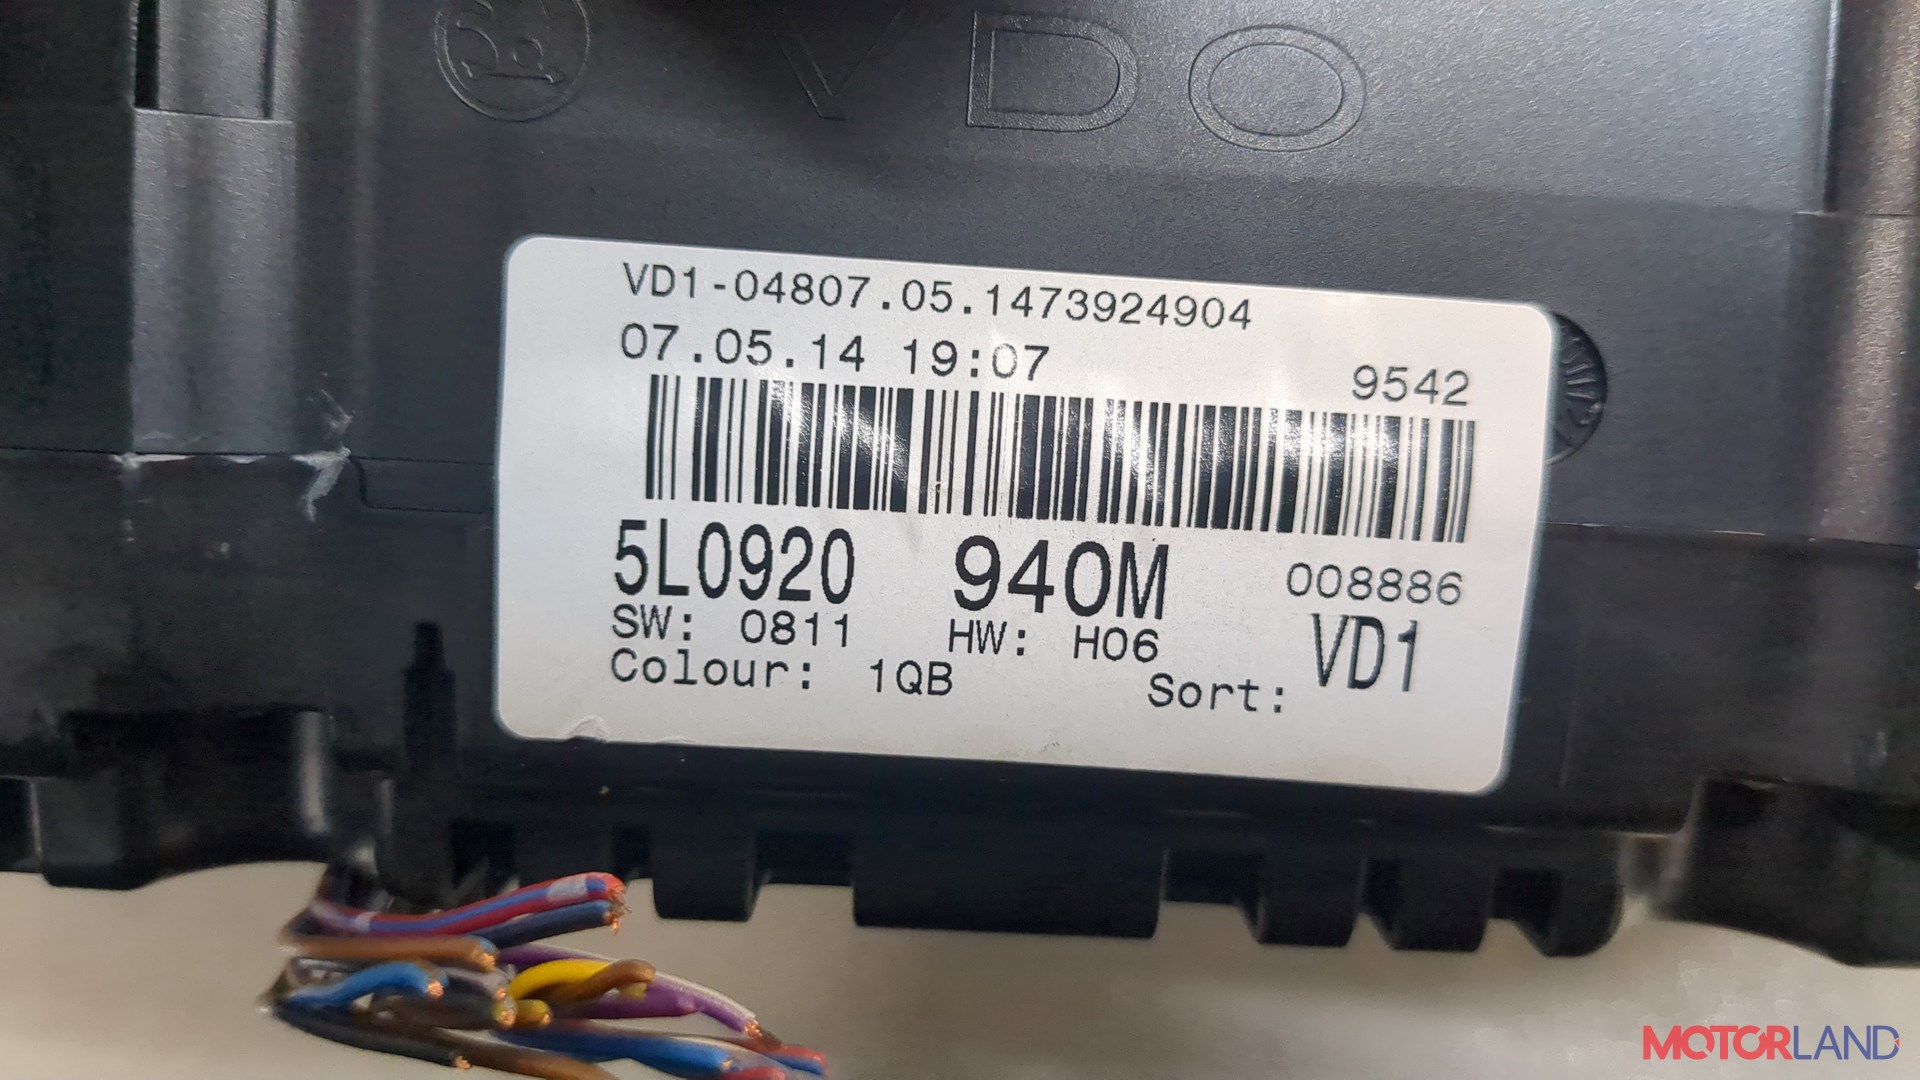 VDO
VD1-04807.05.1473924904
07.05.14 19:07
9542
5L0920 940M 008886
SW: 0811 HW: H06 VD1
Colour: 1QB Sort:
MOTORLAND